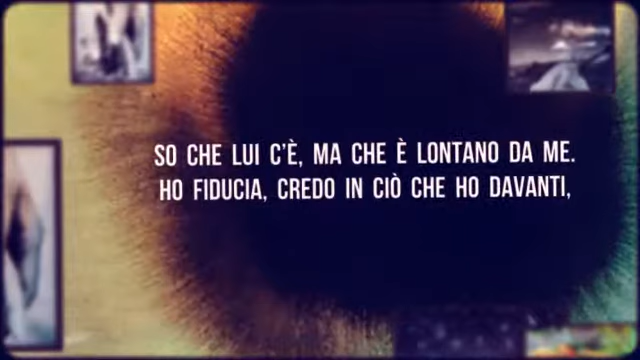 SO CHE LUI C'È, MA CHE È LONTANO DA ME.
HO FIDUCIA, CREDO IN CIÒ CHE HO DAVANTI,